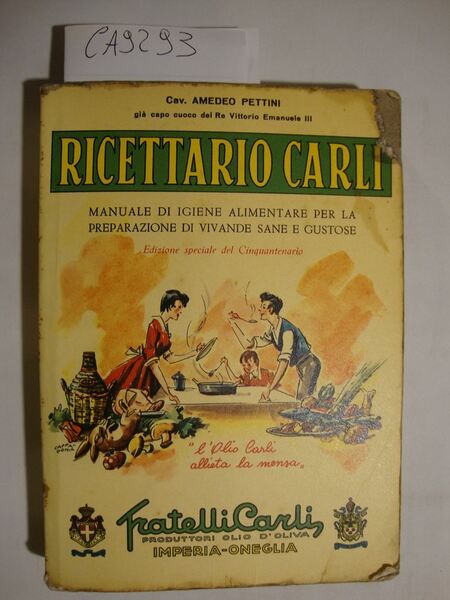 CA9293
Cav. AMEDEO PETTINI
già capo cuoco del Re Vittorio Emanuele III
RICETTARIO CARLI
MANUALE DI IGIENE ALIMENTARE PER LA
PREPARAZIONE DI VIVANDE SANE E GUSTOSE
Edizione speciale del Cinquantenario
"l'Olio Carli
allieta la mensa„
Fratelli Carli
PRODUTTORI OLIO D'OLIVA
IMPERIA-ONEGLIA